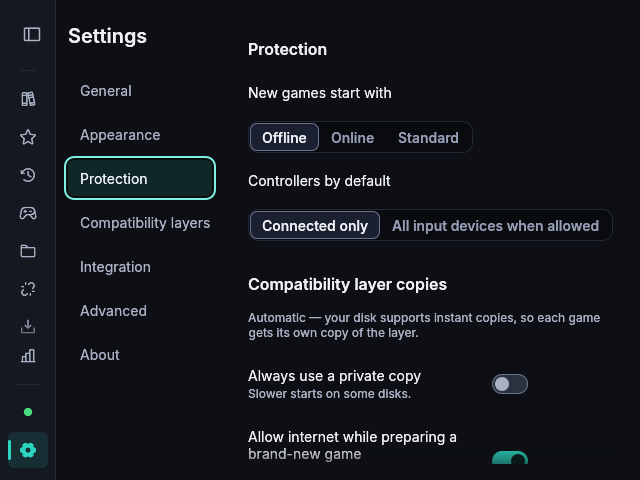 Settings
General
Appearance
Protection
Compatibility layers
Integration
Advanced
About
Protection
New games start with
Offline Online Standard
Controllers by default
Connected only All input devices when allowed
Compatibility layer copies
Automatic — your disk supports instant copies, so each game
gets its own copy of the layer.
Always use a private copy
Slower starts on some disks.
Allow internet while preparing a
brand-new game